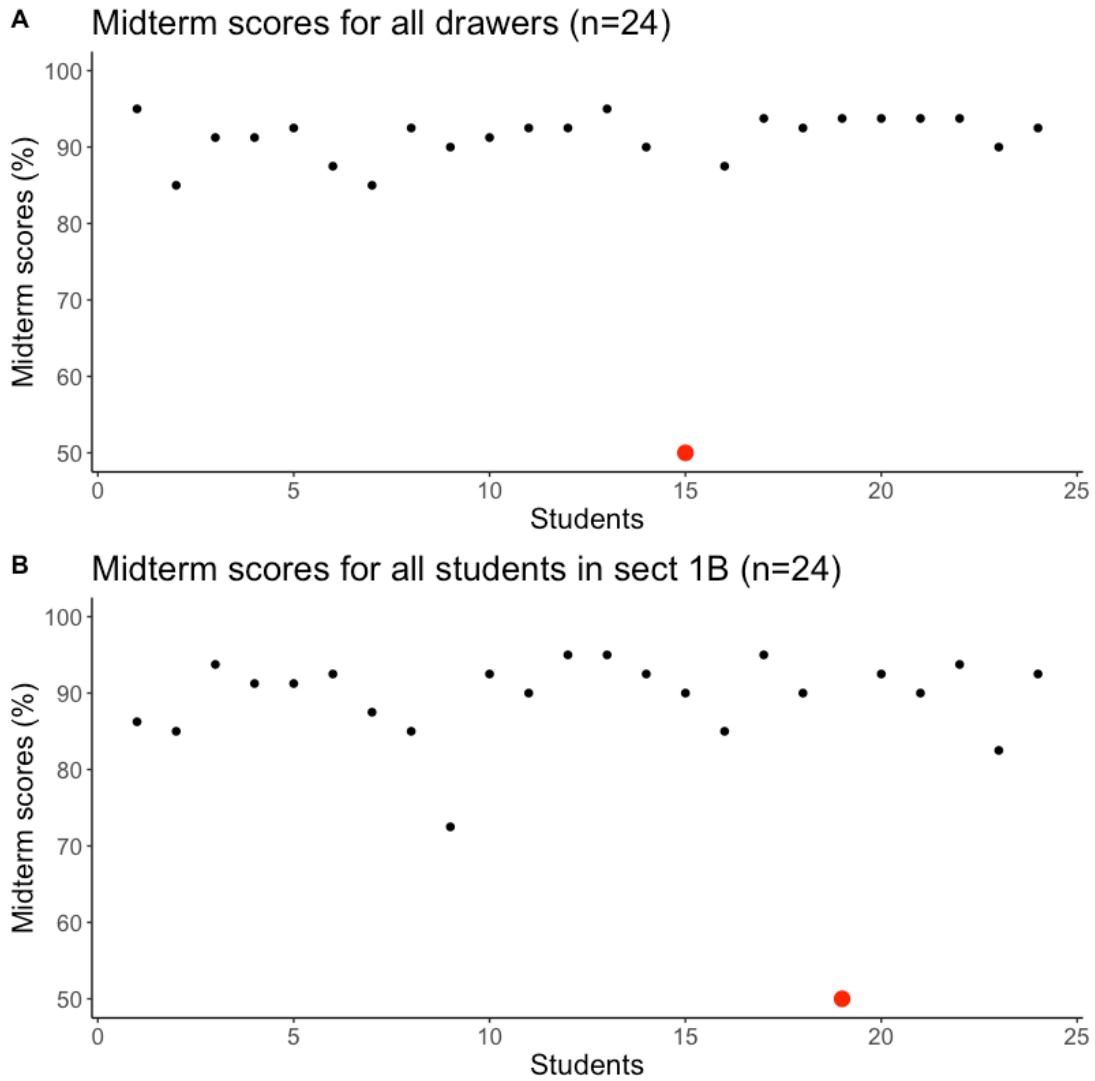 A
Midterm scores for all drawers (n=24)
Midterm scores (%)
100
90
80
70
60
50
0 5 10 15 20 25
Students
B
Midterm scores for all students in sect 1B (n=24)
Midterm scores (%)
100
90
80
70
60
50
0 5 10 15 20 25
Students